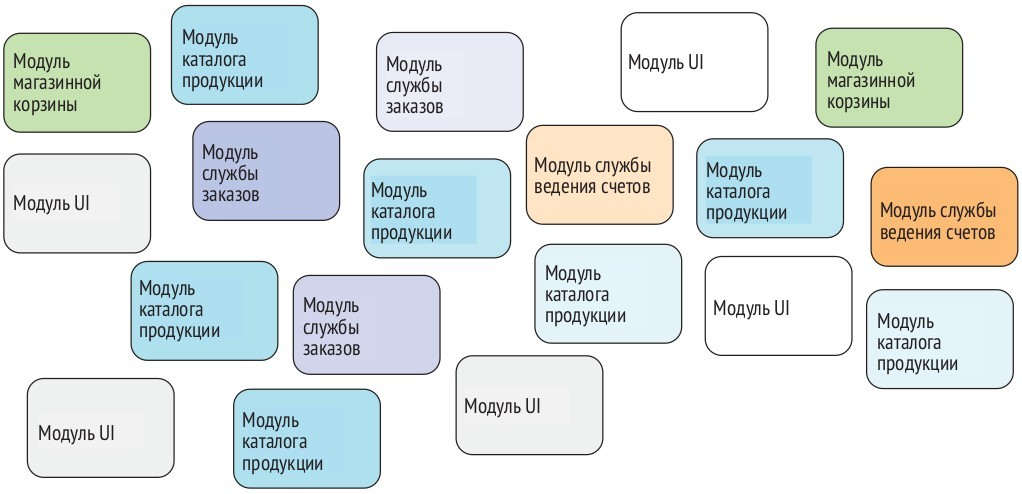 Модуль
магазинной
корзины
Модуль
каталога
продукции
Модуль
службы
заказов
Модуль UI
Модуль
магазинной
корзины
Модуль UI
Модуль
службы
заказов
Модуль
каталога
продукции
Модуль службы
ведения счетов
Модуль
каталога
продукции
Модуль службы
ведения счетов
Модуль
каталога
продукции
Модуль
службы
заказов
Модуль
каталога
продукции
Модуль UI
Модуль
каталога
продукции
Модуль UI
Модуль
каталога
продукции
Модуль UI